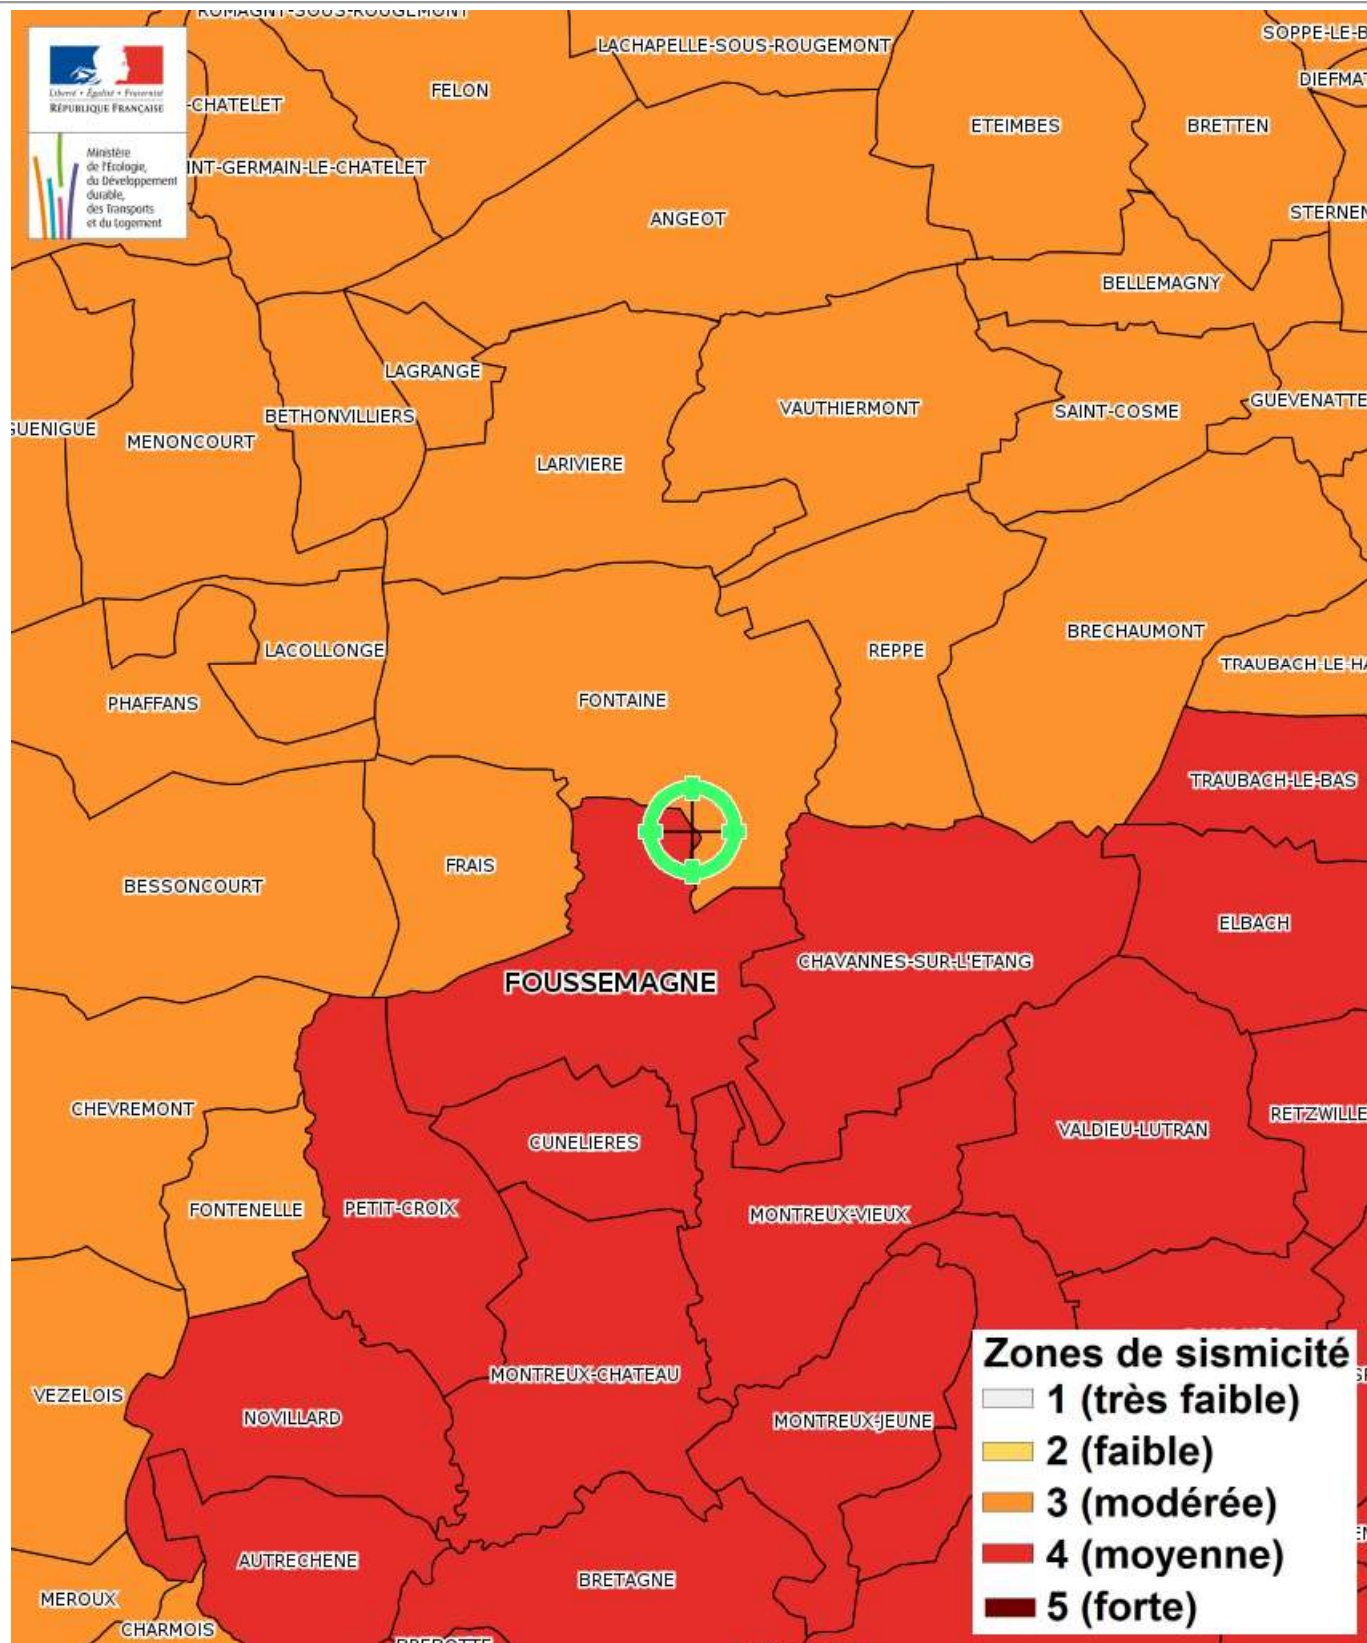 ROMAGNY-SOUS-ROUGEMONT
LACHAPELLE-SOUS-ROUGEMONT
SOPPE-LE-B
Liberté • Égalité • Fraternité
RÉPUBLIQUE FRANÇAISE
FELON
DIEFMAT
-CHATELET
ETEIMBES
BRETTEN
Ministère
de l'Écologie,
du Développement
durable,
des Transports
et du Logement
INT-GERMAIN-LE-CHATELET
ANGEOT
STERNEN
BELLEMAGNY
LAGRANGE
GUEVENATTE
VAUTHIERMONT
SAINT-COSME
BETHONVILLIERS
GUENIGUE
MENONCOURT
LARIVIERE
BRECHAUMONT
LACOLLONGE
REPPE
TRAUBACH-LE-HA
PHAFFANS
FONTAINE
TRAUBACH-LE-BAS
FRAIS
BESSONCOURT
ELBACH
CHAVANNES-SUR-L'ETANG
FOUSSEMAGNE
CHEVREMONT
RETZWILLE
VALDIEU-LUTRAN
CUNELIERES
FONTENELLE
PETIT-CROIX
MONTREUX-VIEUX
MONTREUX-CHATEAU
VEZELOIS
NOVILLARD
MONTREUX-JEUNE
Zones de sismicité
1 (très faible)
2 (faible)
3 (modérée)
4 (moyenne)
5 (forte)
AUTRECHENE
BRETAGNE
MEROUX
CHARMOIS
BREBOTTE